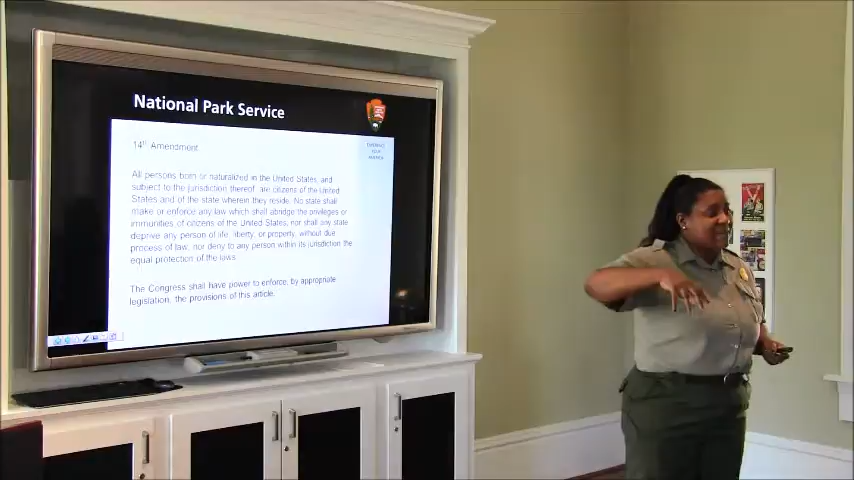 National Park Service
14th Amendment
EXPERIENCE
YOUR
AMERICA
All persons born or naturalized in the United States, and
subject to the jurisdiction thereof, are citizens of the United
States and of the state wherein they reside. No state shall
make or enforce any law which shall abridge the privileges or
immunities of citizens of the United States; nor shall any state
deprive any person of life, liberty, or property, without due
process of law; nor deny to any person within its jurisdiction the
equal protection of the laws.
The Congress shall have power to enforce, by appropriate
legislation, the provisions of this article.